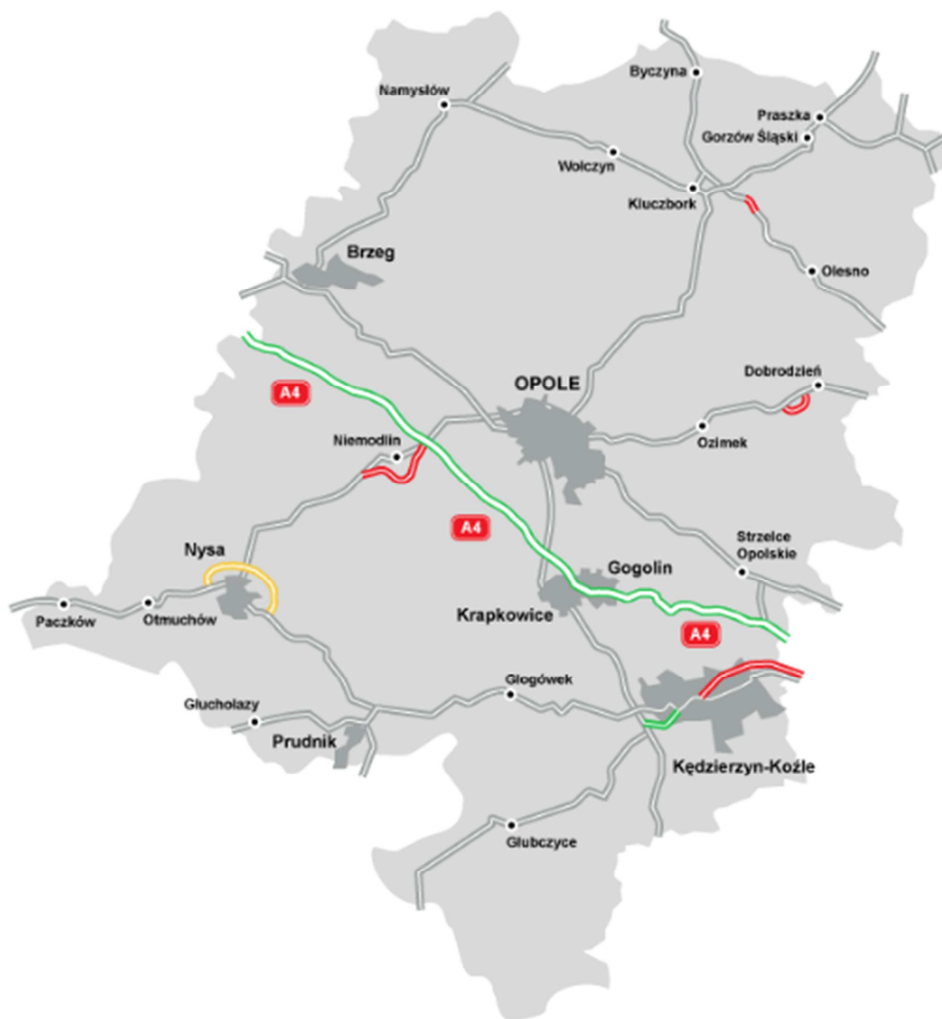 Byczyna
Namysłów
Praszka
Gorzów Śląski
Wołczyn
Kluczbork
Brzeg
Olesno
Dobrodzień
OPOLE
A4
Niemodlin
Ozimek
A4
Strzelce
Opolskie
Nysa
Gogolin
Paczków
Otmuchów
Krapkowice
A4
Głogówek
Głuchołazy
Prudnik
Kędzierzyn-Koźle
Głubczyce